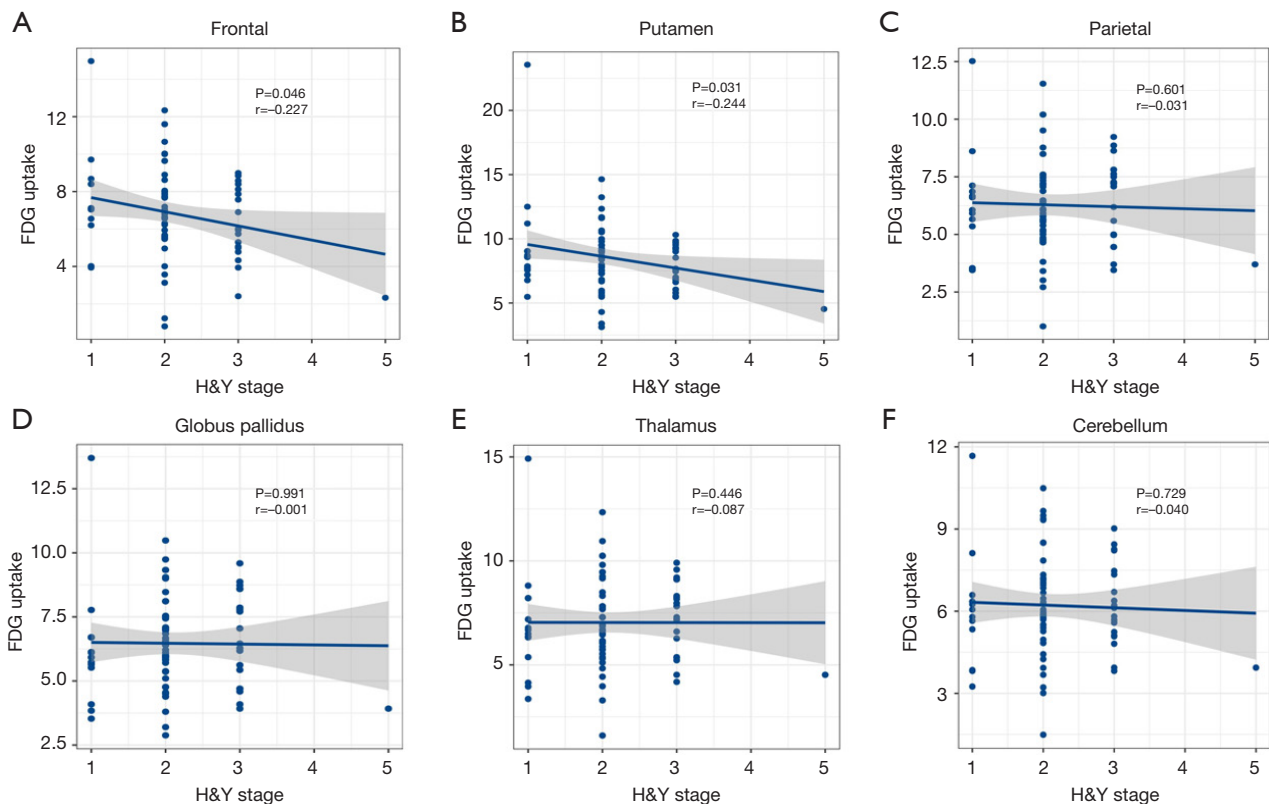 A
Frontal
P=0.046
r=−0.227
12
8
4
FDG uptake
1 2 3 4 5
H&Y stage
B
Putamen
P=0.031
r=−0.244
20
15
10
5
FDG uptake
1 2 3 4 5
H&Y stage
C
Parietal
P=0.601
r=−0.031
12.5
10.0
7.5
5.0
2.5
FDG uptake
1 2 3 4 5
H&Y stage
D
Globus pallidus
P=0.991
r=−0.001
12.5
10.0
7.5
5.0
2.5
FDG uptake
1 2 3 4 5
H&Y stage
E
Thalamus
P=0.446
r=−0.087
15
10
5
FDG uptake
1 2 3 4 5
H&Y stage
F
Cerebellum
P=0.729
r=−0.040
12
9
6
3
FDG uptake
1 2 3 4 5
H&Y stage